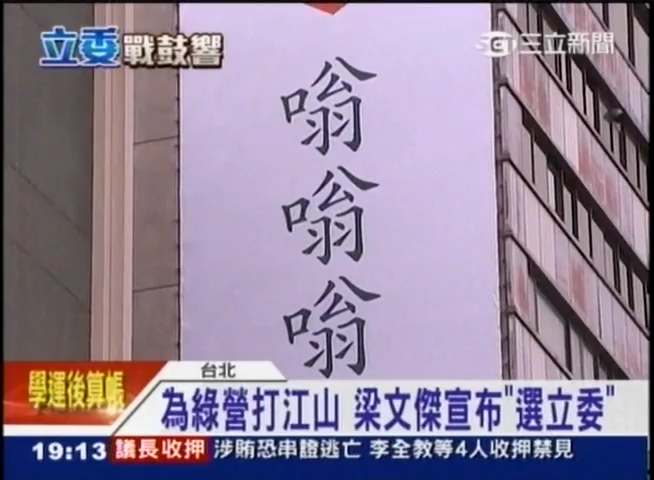 立委戰鼓響
三立新聞
嗡
嗡
嗡
台北
學運後算帳
為綠營打江山 梁文傑宣布"選立委"
19:13 議長收押 涉賄恐串證逃亡 李全教等4人收押禁見